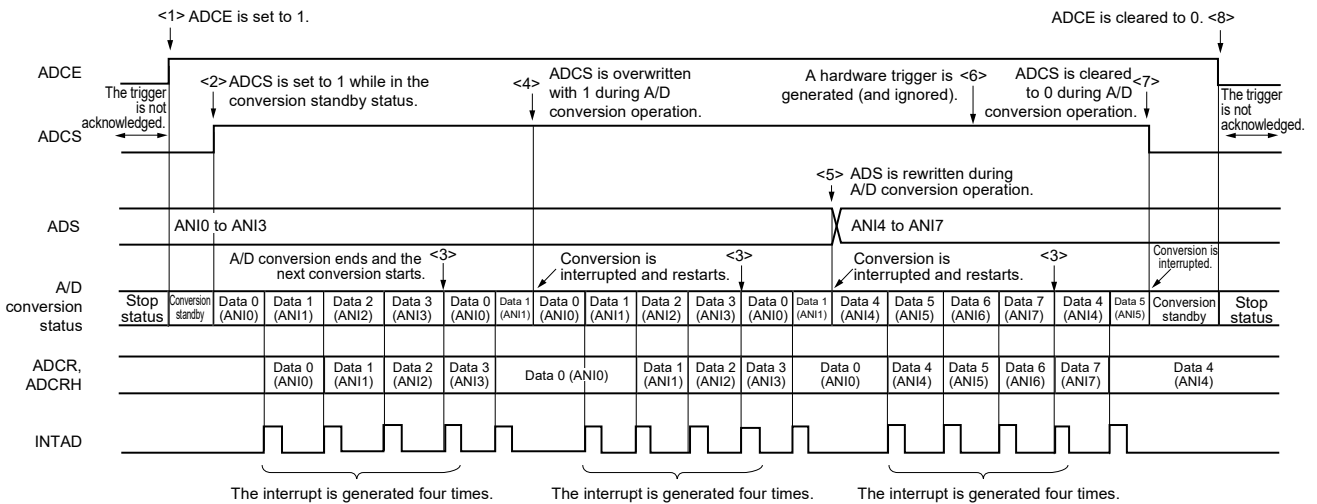 <1> ADCE is set to 1.
ADCE is cleared to 0. <8>
ADCE
The trigger
is not
acknowledged.
<2> ADCS is set to 1 while in the
conversion standby status.
<4>
ADCS is overwritten
with 1 during A/D
conversion operation.
A hardware trigger is <6>
generated (and ignored).
ADCS is cleared <7>
to 0 during A/D
conversion operation.
The trigger
is not
acknowledged.
ADCS
<5> ADS is rewritten during
A/D conversion operation.
ADS
ANI0 to ANI3
ANI4 to ANI7
A/D conversion ends and the <3>
next conversion starts.
Conversion is
interrupted and restarts.
<3>
Conversion is
interrupted and restarts.
<3>
Conversion is
interrupted.
A/D
conversion
status
Stop
status
Conversion
standby
Data 0
(ANI0)
Data 1
(ANI1)
Data 2
(ANI2)
Data 3
(ANI3)
Data 0
(ANI0)
Data 1
(ANI1)
Data 0
(ANI0)
Data 1
(ANI1)
Data 2
(ANI2)
Data 3
(ANI3)
Data 0
(ANI0)
Data 1
(ANI1)
Data 4
(ANI4)
Data 5
(ANI5)
Data 6
(ANI6)
Data 7
(ANI7)
Data 4
(ANI4)
Data 5
(ANI5)
Conversion
standby
Stop
status
ADCR,
ADCRH
Data 0
(ANI0)
Data 1
(ANI1)
Data 2
(ANI2)
Data 3
(ANI3)
Data 0 (ANI0)
Data 1
(ANI1)
Data 2
(ANI2)
Data 3
(ANI3)
Data 0
(ANI0)
Data 4
(ANI4)
Data 5
(ANI5)
Data 6
(ANI6)
Data 7
(ANI7)
Data 4
(ANI4)
INTAD
The interrupt is generated four times.
The interrupt is generated four times.
The interrupt is generated four times.